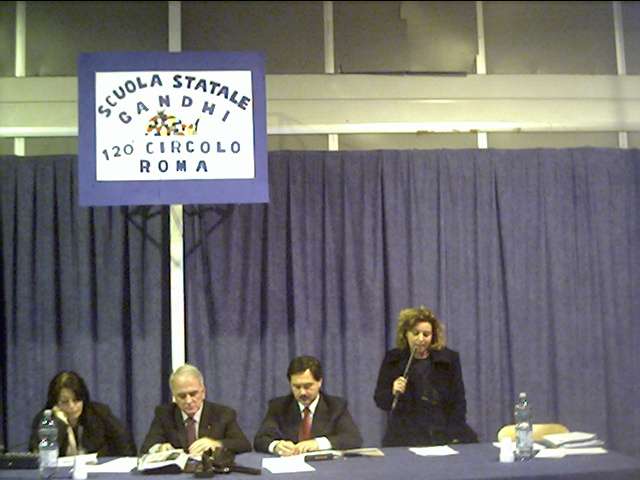 SCUOLA STATALE
GANDHI
120° CIRCOLO
ROMA